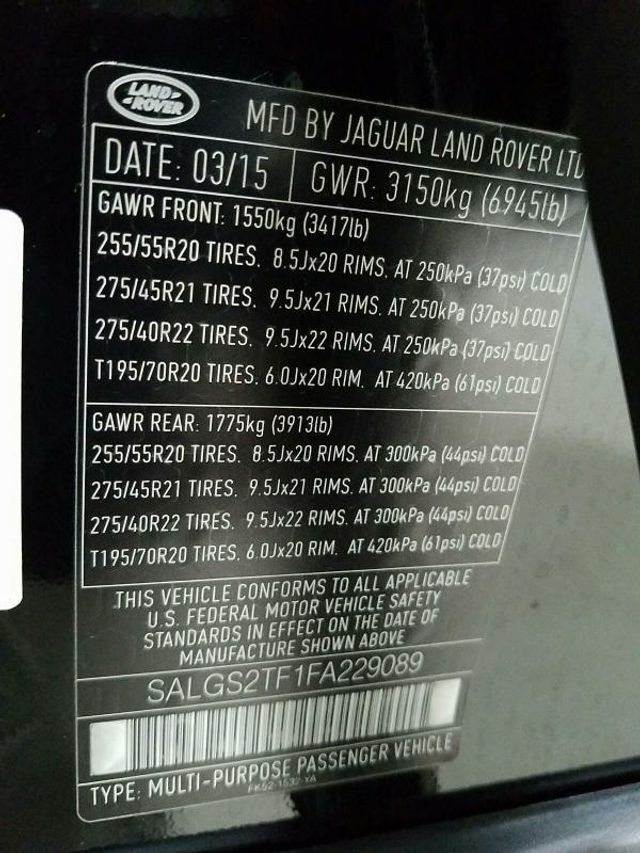 LAND-
-ROVER
MFD BY JAGUAR LAND ROVER LTD
DATE: 03/15 GWR: 3150kg (6945lb)
GAWR FRONT: 1550kg (3417lb)
255/55R20 TIRES. 8.5Jx20 RIMS. AT 250kPa (37psi) COLD
275/45R21 TIRES. 9.5Jx21 RIMS. AT 250kPa (37psi) COLD
275/40R22 TIRES. 9.5Jx22 RIMS. AT 250kPa (37psi) COLD
T195/70R20 TIRES. 6.0Jx20 RIM. AT 420kPa (61psi) COLD
GAWR REAR: 1775kg (3913lb)
255/55R20 TIRES. 8.5Jx20 RIMS. AT 300kPa (44psi) COLD
275/45R21 TIRES. 9.5Jx21 RIMS. AT 300kPa (44psi) COLD
275/40R22 TIRES. 9.5Jx22 RIMS. AT 300kPa (44psi) COLD
T195/70R20 TIRES. 6.0Jx20 RIM. AT 420kPa (61psi) COLD
THIS VEHICLE CONFORMS TO ALL APPLICABLE
U.S. FEDERAL MOTOR VEHICLE SAFETY
STANDARDS IN EFFECT ON THE DATE OF
MANUFACTURE SHOWN ABOVE
SALGS2TF1FA229089
TYPE: MULTI-PURPOSE PASSENGER VEHICLE